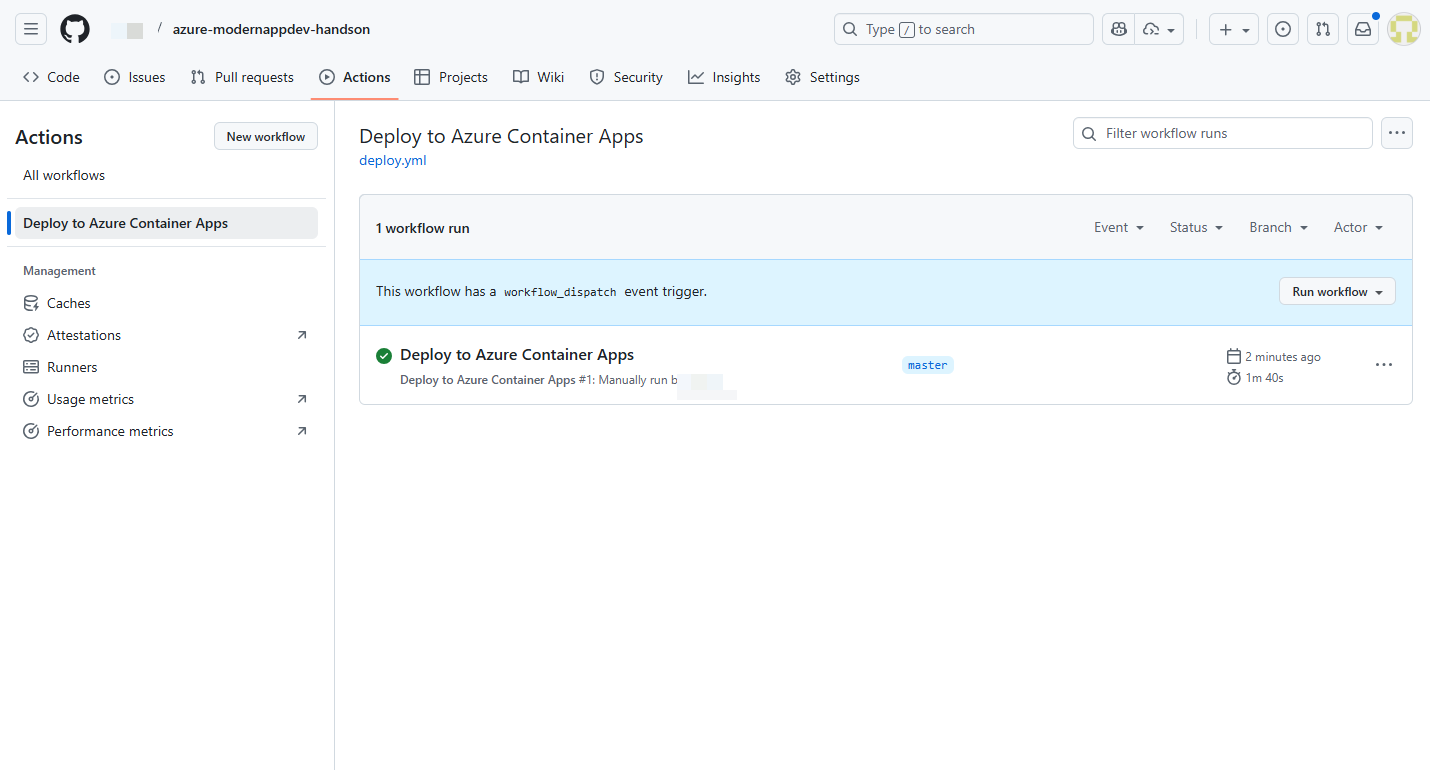 / azure-modernappdev-handson
Type / to search
Code Issues Pull requests Actions Projects Wiki Security Insights Settings
Actions
New workflow
All workflows
Deploy to Azure Container Apps
Management
Caches
Attestations
Runners
Usage metrics
Performance metrics
Deploy to Azure Container Apps
deploy.yml
Filter workflow runs
1 workflow run
Event Status Branch Actor
This workflow has a workflow_dispatch event trigger.
Run workflow
Deploy to Azure Container Apps
Deploy to Azure Container Apps #1: Manually run b
master
2 minutes ago
1m 40s